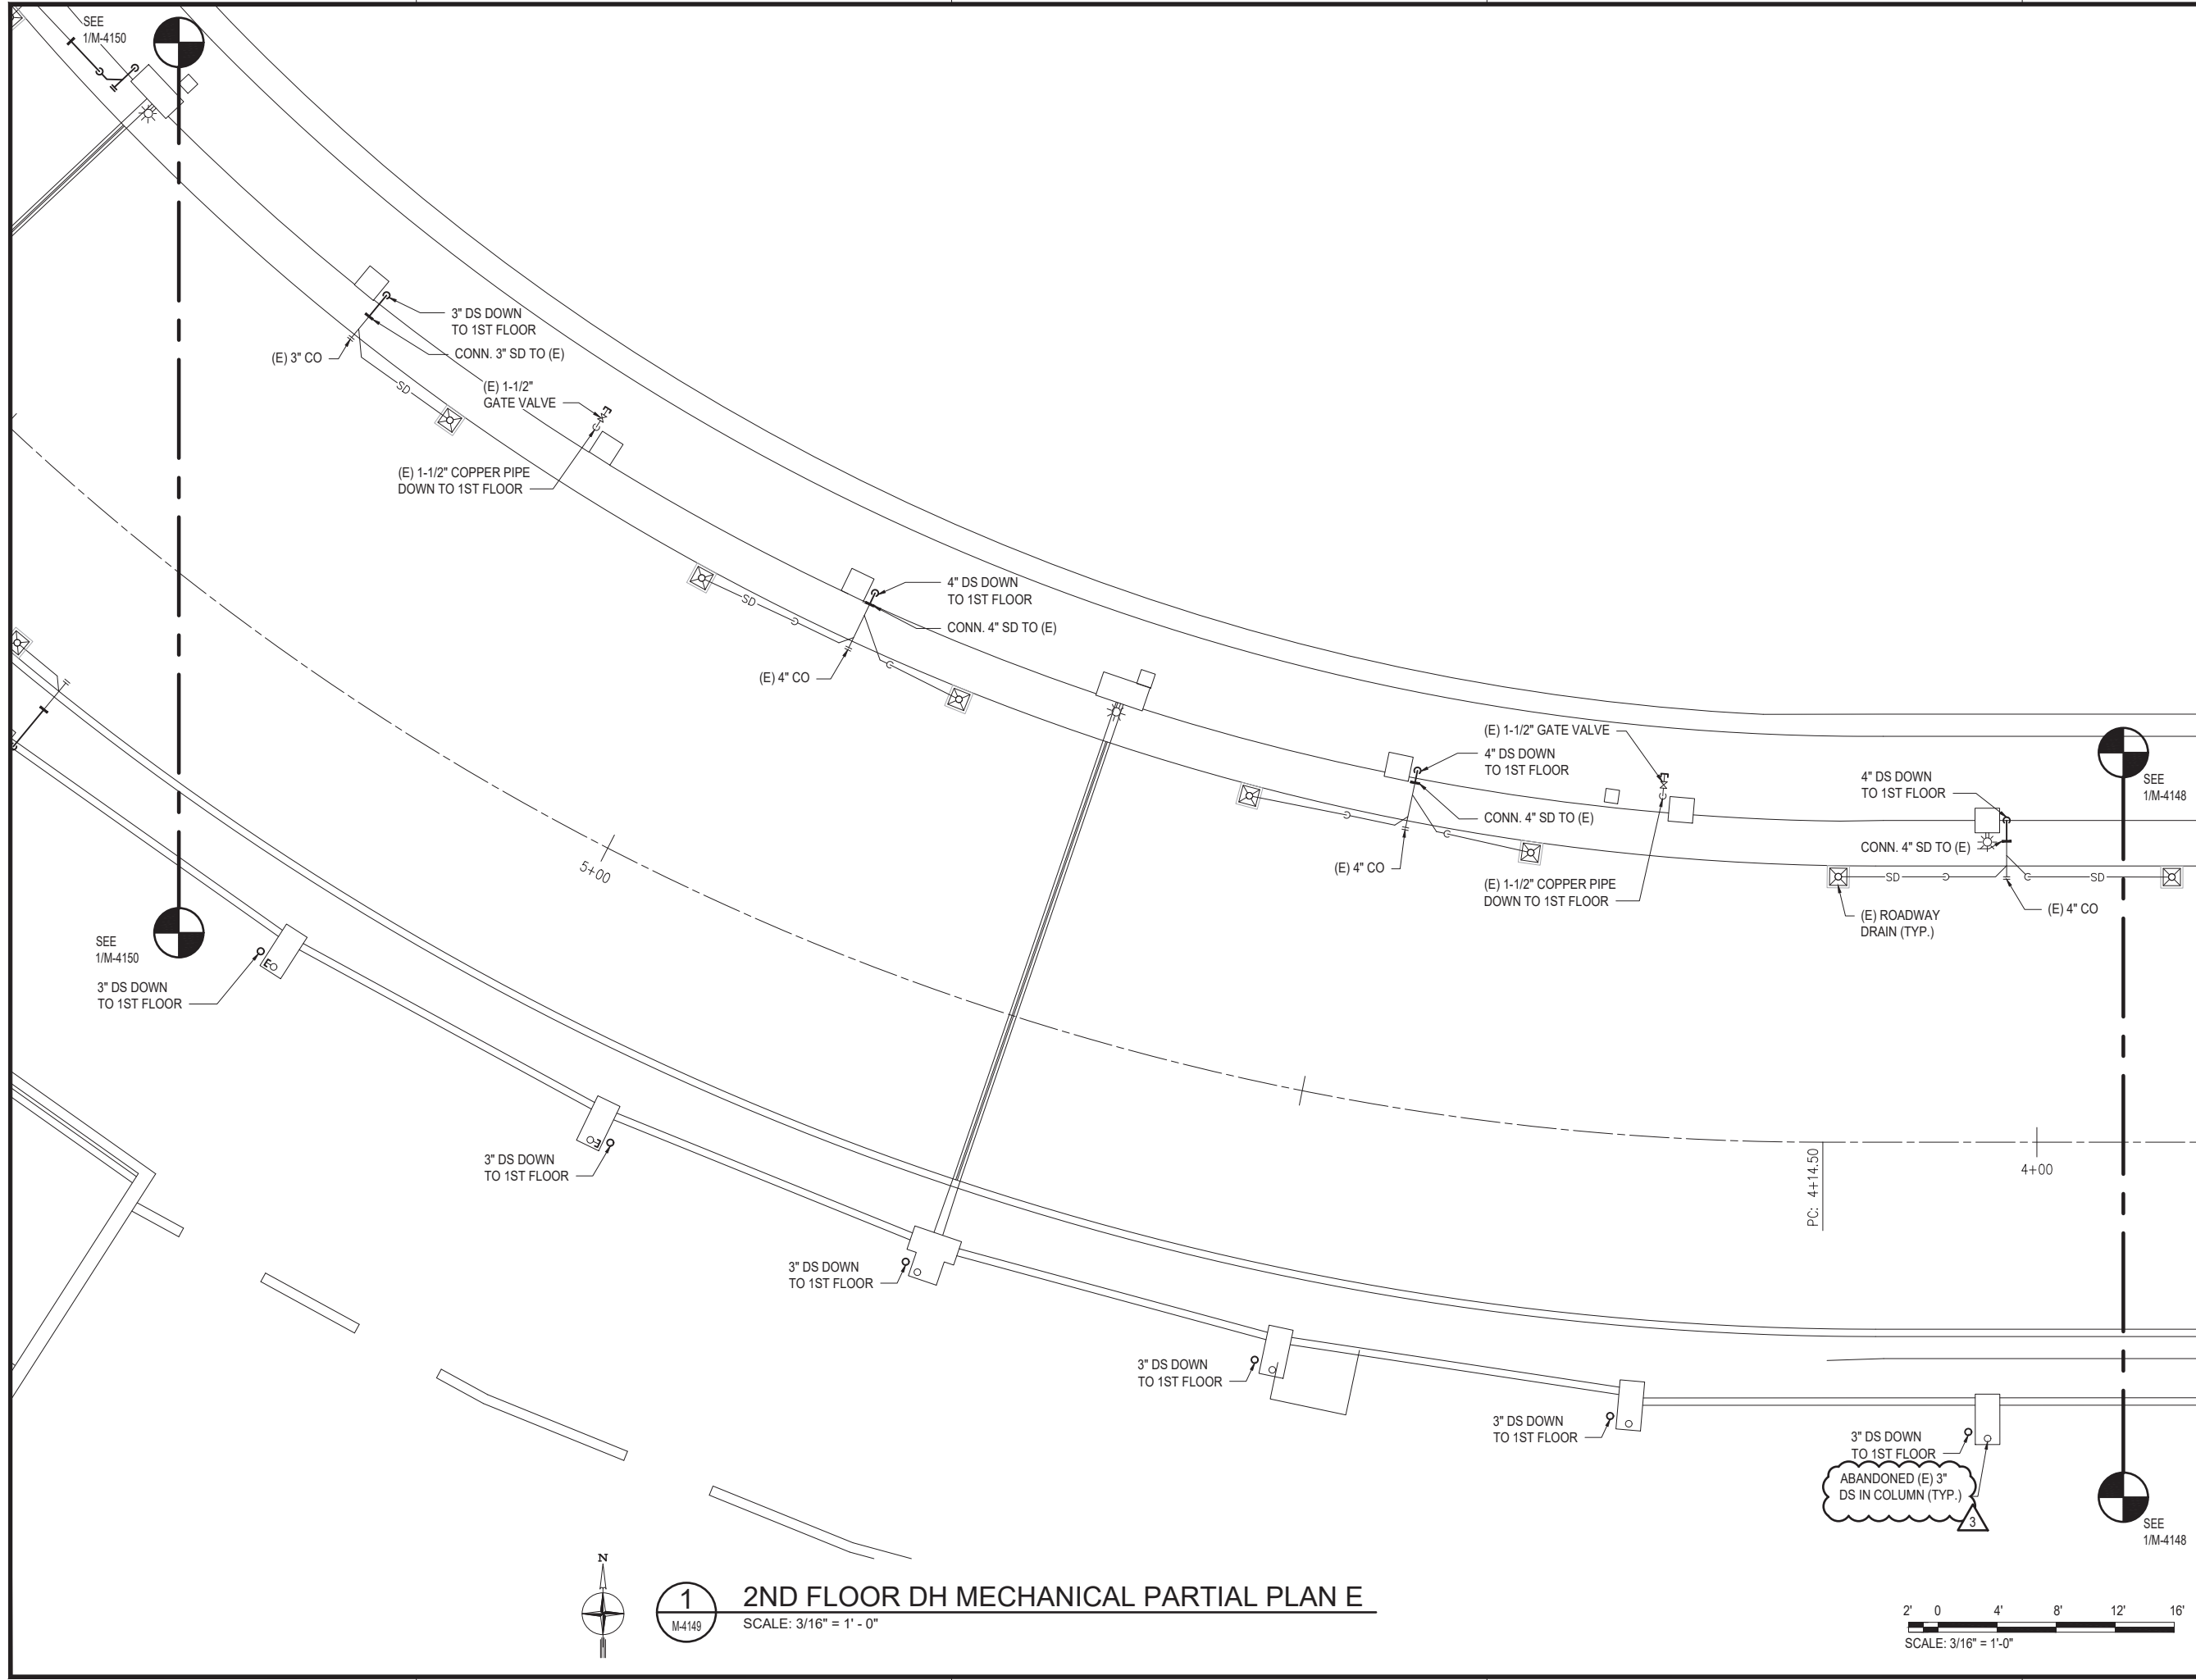 SEE
1/M-4150
3" DS DOWN
TO 1ST FLOOR
CONN. 3" SD TO (E)
(E) 3" CO
SD
(E) 1-1/2"
GATE VALVE
(E) 1-1/2" COPPER PIPE
DOWN TO 1ST FLOOR
4" DS DOWN
TO 1ST FLOOR
SD
CONN. 4" SD TO (E)
(E) 4" CO
(E) 1-1/2" GATE VALVE
4" DS DOWN
TO 1ST FLOOR
CONN. 4" SD TO (E)
(E) 4" CO
(E) 1-1/2" COPPER PIPE
DOWN TO 1ST FLOOR
4" DS DOWN
TO 1ST FLOOR
SEE
1/M-4148
CONN. 4" SD TO (E)
SD
SD
(E) 4" CO
(E) ROADWAY
DRAIN (TYP.)
5+00
SEE
1/M-4150
3" DS DOWN
TO 1ST FLOOR
3" DS DOWN
TO 1ST FLOOR
PC: 4+14.50
4+00
3" DS DOWN
TO 1ST FLOOR
3" DS DOWN
TO 1ST FLOOR
3" DS DOWN
TO 1ST FLOOR
3" DS DOWN
TO 1ST FLOOR
ABANDONED (E) 3"
DS IN COLUMN (TYP.)
3
SEE
1/M-4148
N
1
M-4149
2ND FLOOR DH MECHANICAL PARTIAL PLAN E
SCALE: 3/16" = 1' - 0"
2' 0 4' 8' 12' 16'
SCALE: 3/16" = 1'-0"